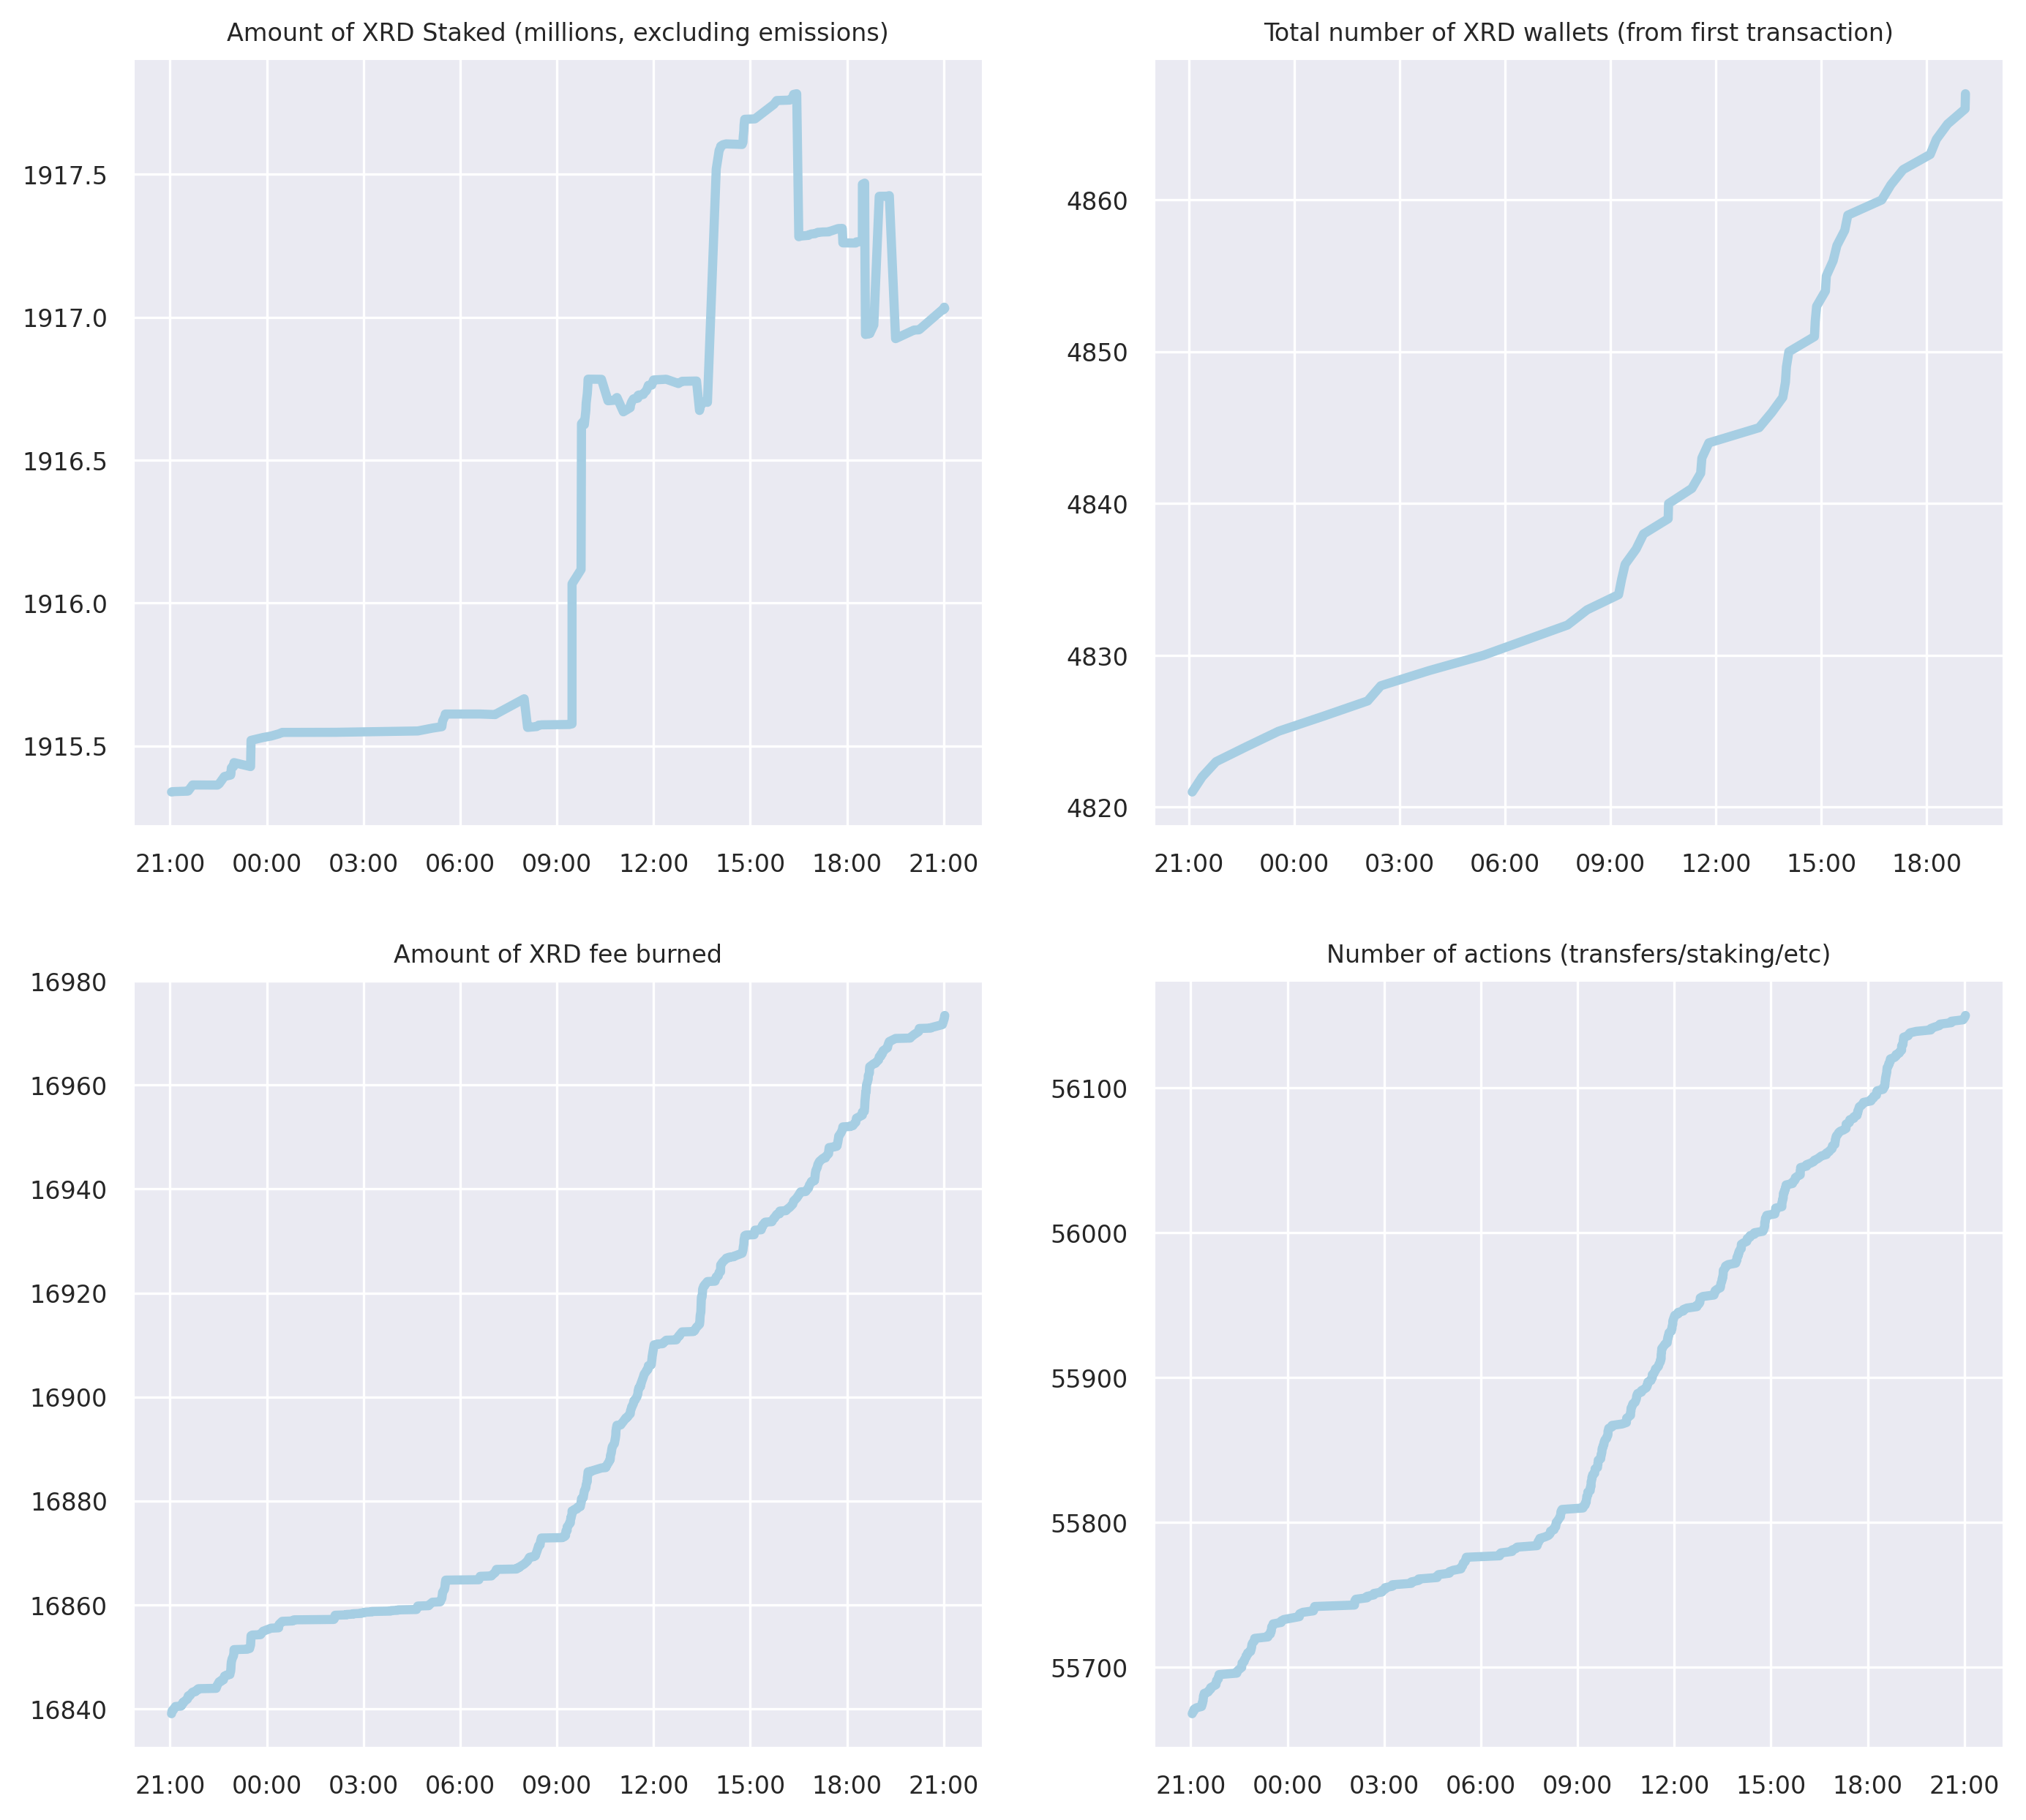 Amount of XRD Staked (millions, excluding emissions)
1917.5
1917.0
1916.5
1916.0
1915.5
21:00 00:00 03:00 06:00 09:00 12:00 15:00 18:00 21:00
Total number of XRD wallets (from first transaction)
4860
4850
4840
4830
4820
21:00 00:00 03:00 06:00 09:00 12:00 15:00 18:00
Amount of XRD fee burned
16980
16960
16940
16920
16900
16880
16860
16840
21:00 00:00 03:00 06:00 09:00 12:00 15:00 18:00 21:00
Number of actions (transfers/staking/etc)
56100
56000
55900
55800
55700
21:00 00:00 03:00 06:00 09:00 12:00 15:00 18:00 21:00